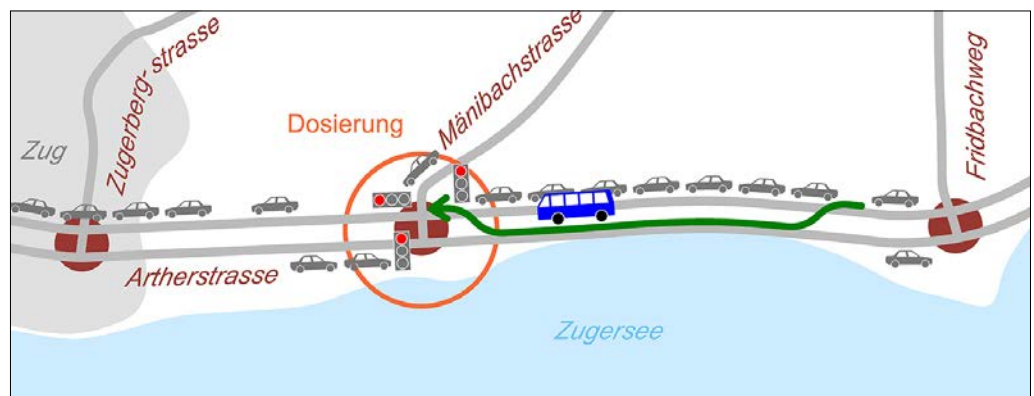 Zug
Zugerberg-strasse
Dosierung
Mänibachstrasse
Fridbachweg
Artherstrasse
Zugersee